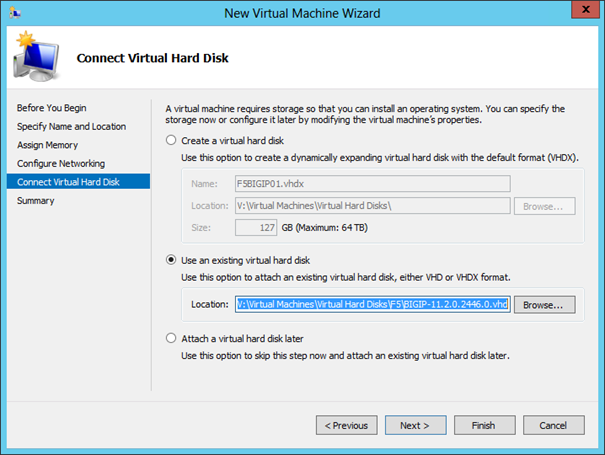 New Virtual Machine Wizard
X
Connect Virtual Hard Disk
Before You Begin
Specify Name and Location
Assign Memory
Configure Networking
Connect Virtual Hard Disk
Summary
A virtual machine requires storage so that you can install an operating system. You can specify the
storage now or configure it later by modifying the virtual machine's properties.
Create a virtual hard disk
Use this option to create a dynamically expanding virtual hard disk with the default format (VHDX).
Name: F5BIGIP01.vhdx
Location: V:\Virtual Machines\Virtual Hard Disks\ Browse...
Size: 127 GB (Maximum: 64 TB)
Use an existing virtual hard disk
Use this option to attach an existing virtual hard disk, either VHD or VHDX format.
Location: V:\Virtual Machines\Virtual Hard Disks\F5\BIGIP-11.2.0.2446.0.vhd Browse...
Attach a virtual hard disk later
Use this option to skip this step now and attach an existing virtual hard disk later.
< Previous Next > Finish Cancel